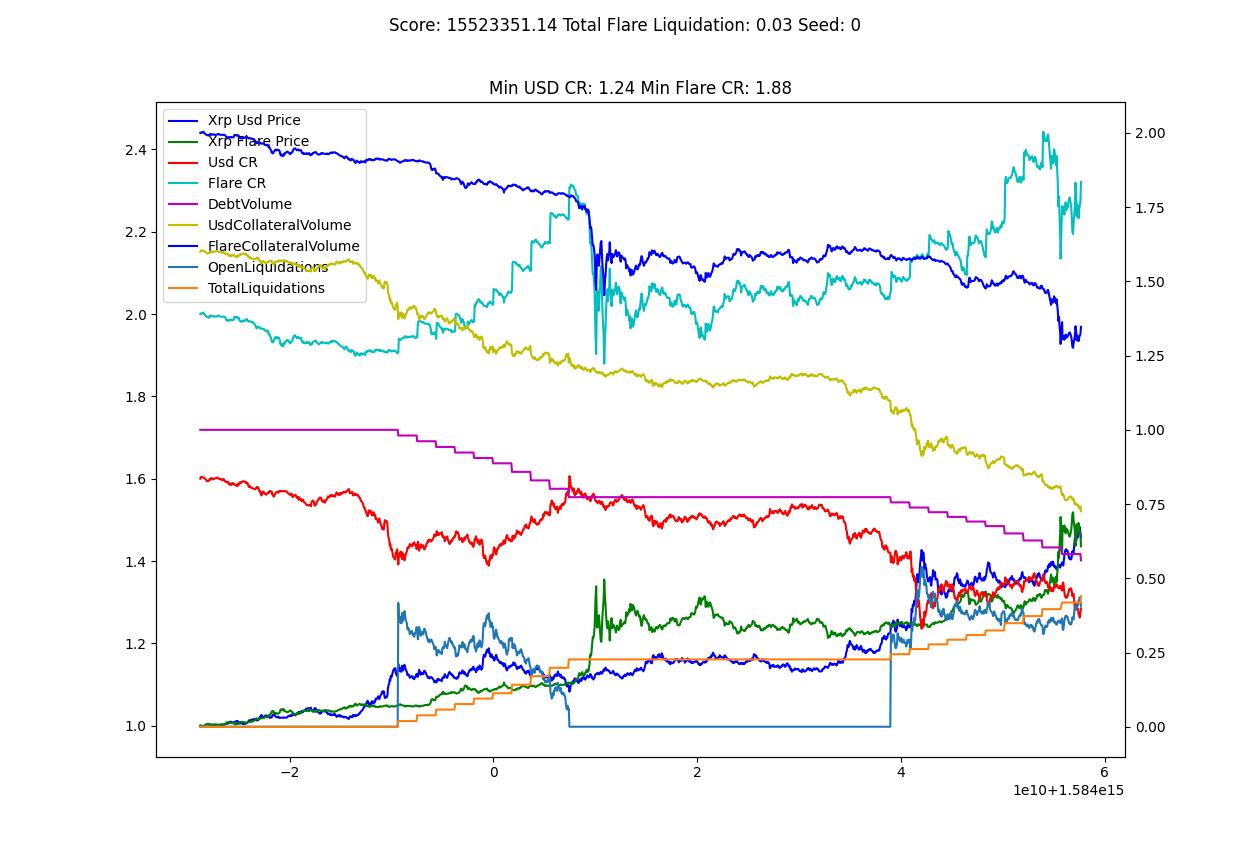 Score: 15523351.14 Total Flare Liquidation: 0.03 Seed: 0
Min USD CR: 1.24 Min Flare CR: 1.88
Xrp Usd Price
Xrp Flare Price
Usd CR
Flare CR
DebtVolume
UsdCollateralVolume
FlareCollateralVolume
OpenLiquidations
TotalLiquidations
2.4
2.2
2.0
1.8
1.6
1.4
1.2
1.0
2.00
1.75
1.50
1.25
1.00
0.75
0.50
0.25
0.00
−2 0 2 4 6
1e10+1.584e15